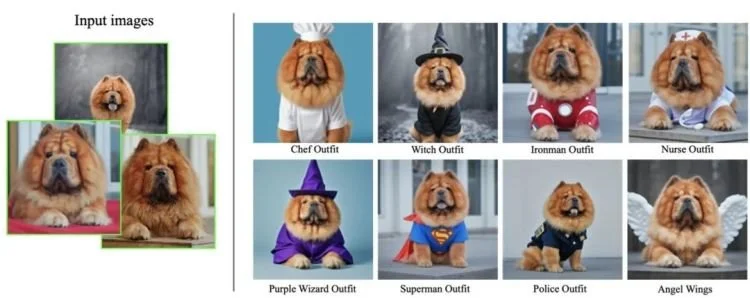 Input images
Chef Outfit
Witch Outfit
Ironman Outfit
Nurse Outfit
Purple Wizard Outfit
Superman Outfit
Police Outfit
Angel Wings